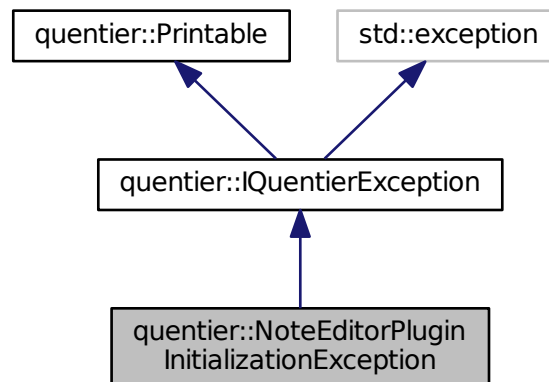 quentier::Printable
std::exception
quentier::IQuentierException
quentier::NoteEditorPlugin
InitializationException